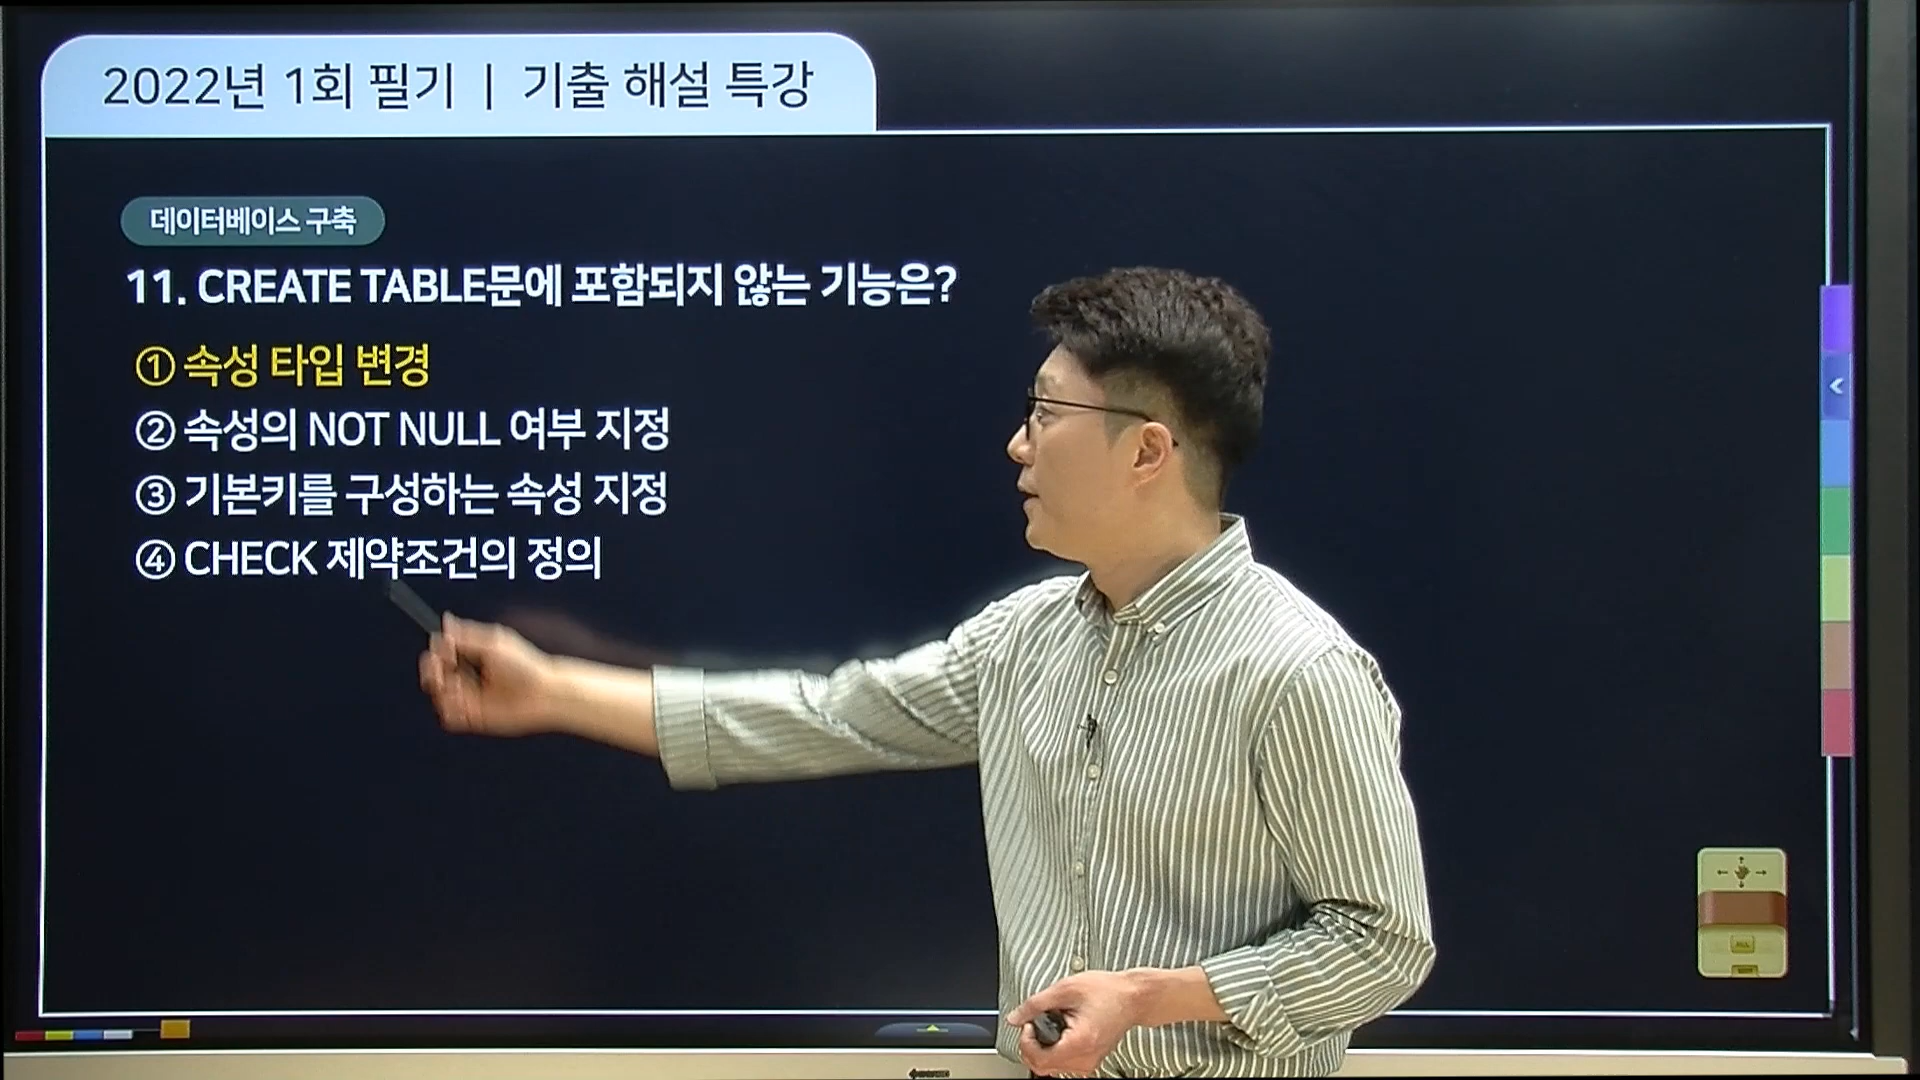 2022년 1회 필기 | 기출 해설 특강
데이터베이스 구축
11. CREATE TABLE문에 포함되지 않는 기능은?
① 속성 타입 변경
② 속성의 NOT NULL 여부 지정
③ 기본키를 구성하는 속성 지정
④ CHECK 제약조건의 정의